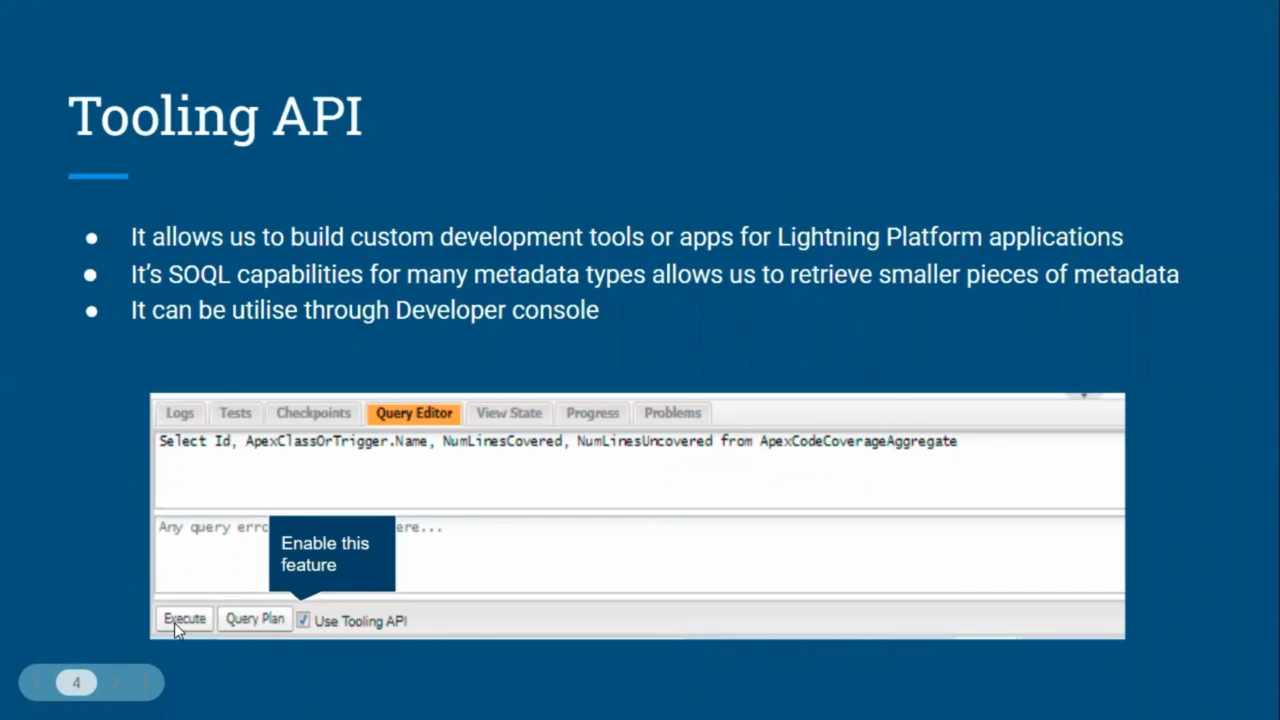 Tooling API
● It allows us to build custom development tools or apps for Lightning Platform applications
● It's SOQL capabilities for many metadata types allows us to retrieve smaller pieces of metadata
● It can be utilise through Developer console
Logs Tests Checkpoints Query Editor View State Progress Problems
Select Id, ApexClassOrTrigger.Name, NumLinesCovered, NumLinesUncovered from ApexCodeCoverageAggregate
Any query ere...
Enable this
feature
Execute Query Plan Use Tooling API
4